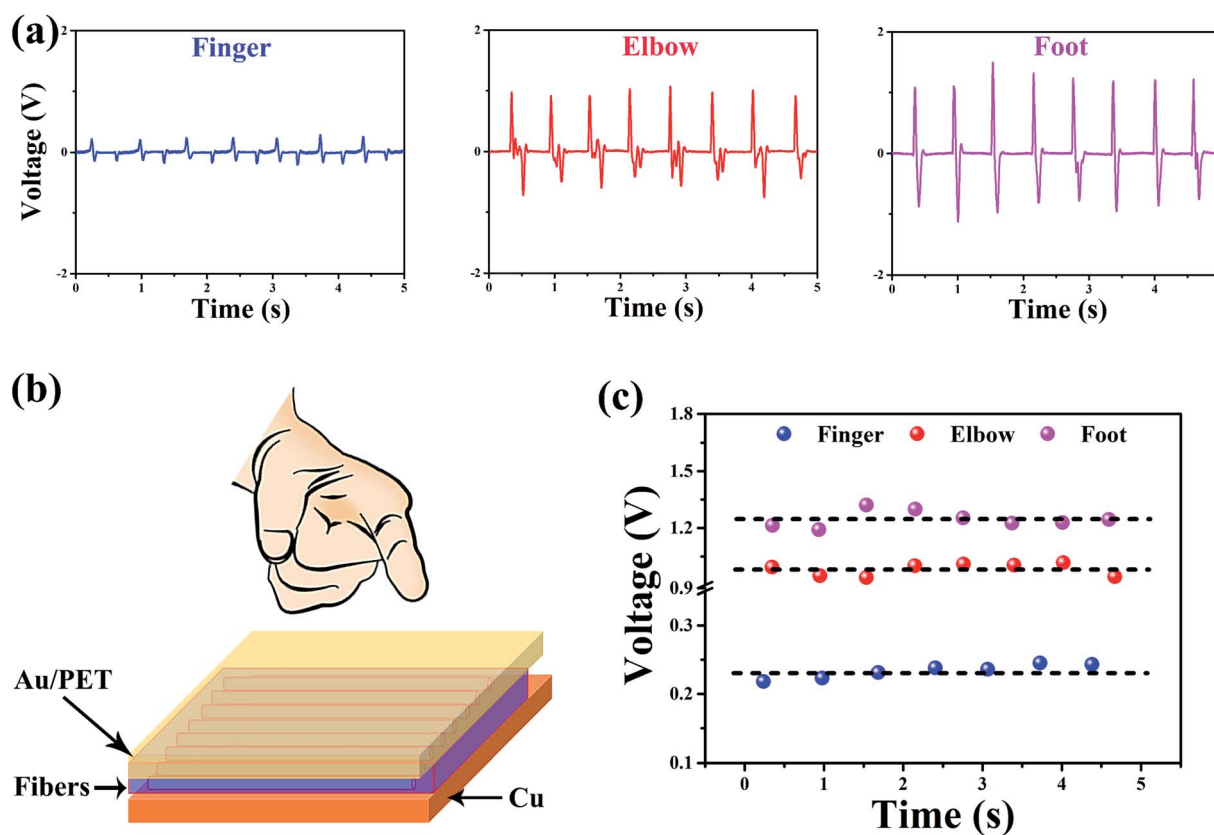 (a)
Finger
Elbow
Foot
Voltage (V)
2
0
-2
0 1 2 3 4 5
Time (s)
2
0
-2
0 1 2 3 4 5
Time (s)
2
0
-2
0 1 2 3 4
Time (s)
(b)
Au/PET
Fibers
Cu
(c)
Finger Elbow Foot
Voltage (V)
1.8
1.5
1.2
0.9
0.3
0.2
0.1
0 1 2 3 4 5
Time (s)